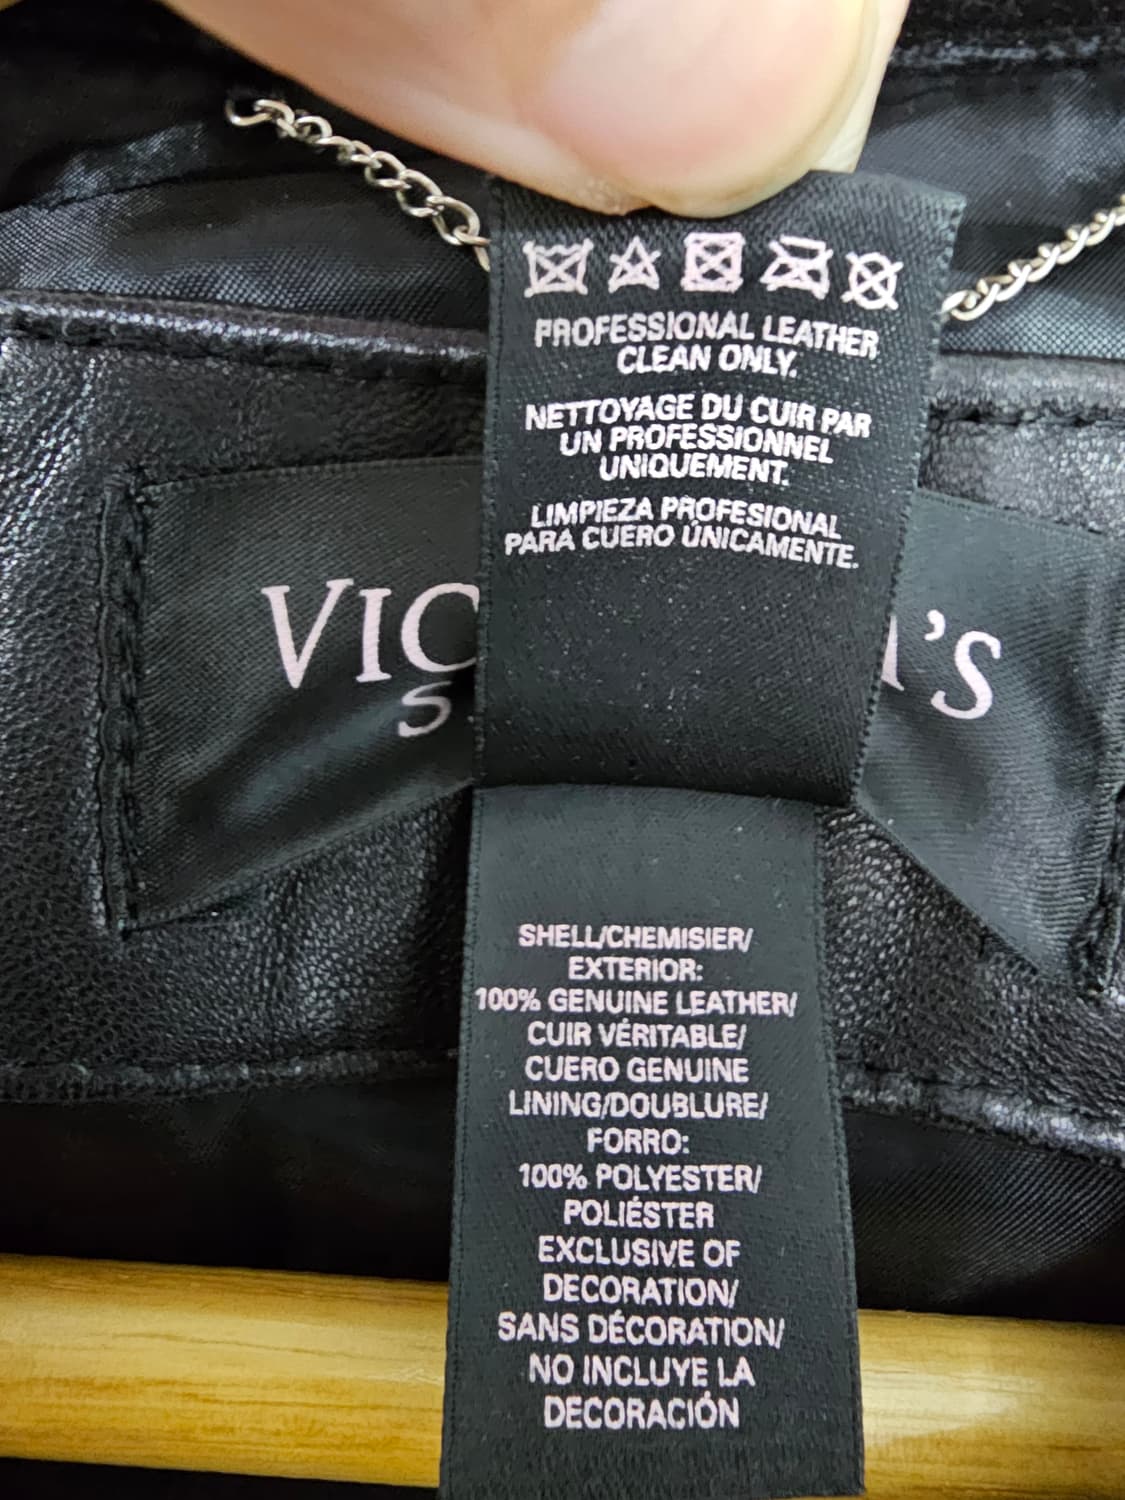 PROFESSIONAL LEATHER
CLEAN ONLY.
NETTOYAGE DU CUIR PAR
UN PROFESSIONNEL
UNIQUEMENT.
LIMPIEZA PROFESIONAL
PARA CUERO ÚNICAMENTE.
SHELL/CHEMISIER/
EXTERIOR:
100% GENUINE LEATHER/
CUIR VÉRITABLE/
CUERO GENUINE
LINING/DOUBLURE/
FORRO:
100% POLYESTER/
POLIÉSTER
EXCLUSIVE OF
DECORATION/
SANS DÉCORATION/
NO INCLUYE LA
DECORACIÓN